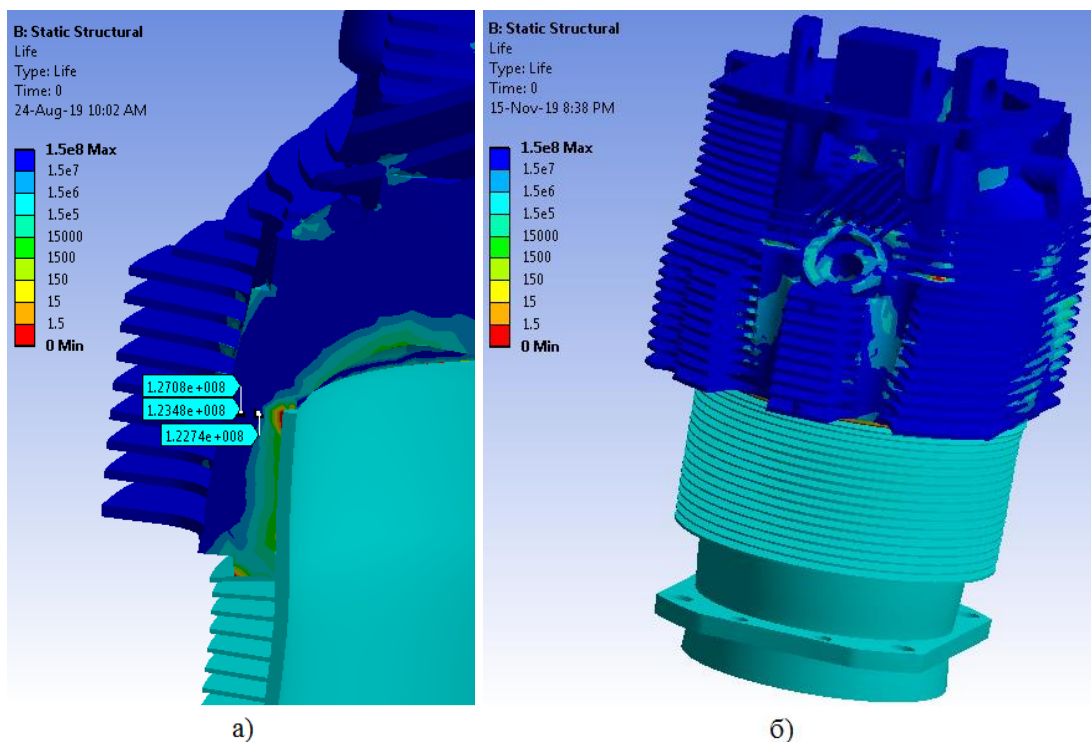 B: Static Structural
Life
Type: Life
Time: 0
24-Aug-19 10:02 AM
1.5e8 Max
1.5e7
1.5e6
1.5e5
15000
1500
150
15
1.5
0 Min
1.2708e+008
1.2348e+008
1.2274e+008
а)
B: Static Structural
Life
Type: Life
Time: 0
15-Nov-19 8:38 PM
1.5e8 Max
1.5e7
1.5e6
1.5e5
15000
1500
150
15
1.5
0 Min
б)